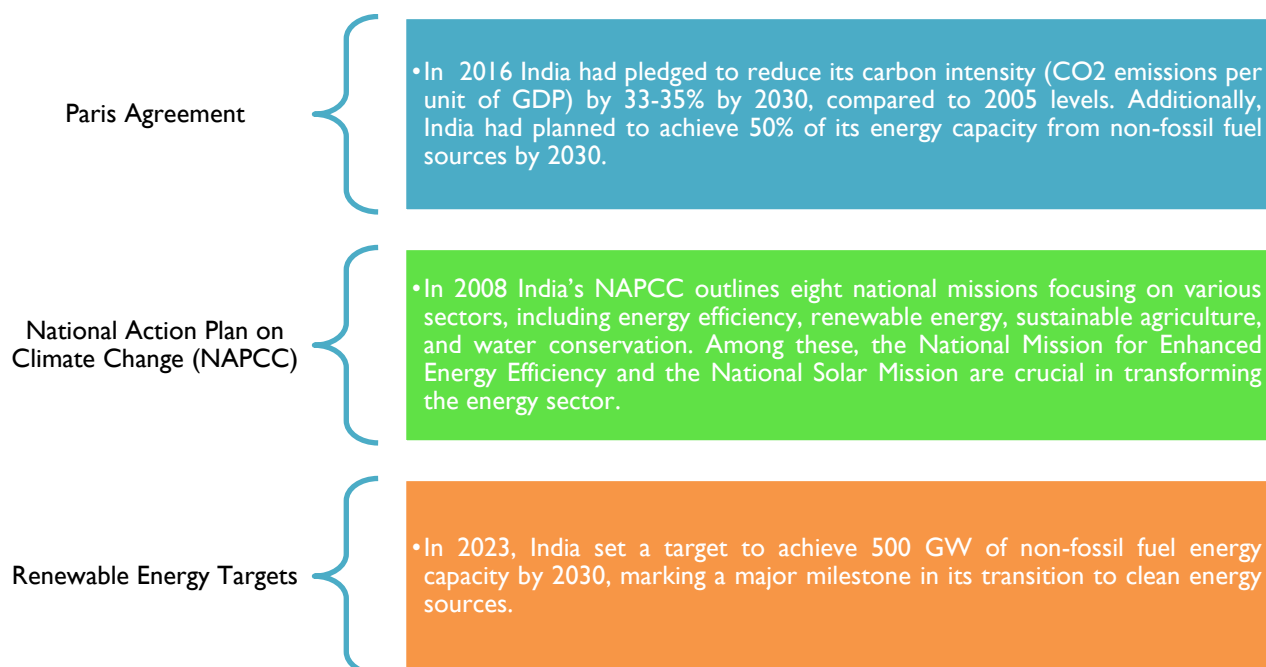 Paris Agreement
•In 2016 India had pledged to reduce its carbon intensity (CO2 emissions per
unit of GDP) by 33-35% by 2030, compared to 2005 levels. Additionally,
India had planned to achieve 50% of its energy capacity from non-fossil fuel
sources by 2030.
National Action Plan on
Climate Change (NAPCC)
•In 2008 India’s NAPCC outlines eight national missions focusing on various
sectors, including energy efficiency, renewable energy, sustainable agriculture,
and water conservation. Among these, the National Mission for Enhanced
Energy Efficiency and the National Solar Mission are crucial in transforming
the energy sector.
Renewable Energy Targets
•In 2023, India set a target to achieve 500 GW of non-fossil fuel energy
capacity by 2030, marking a major milestone in its transition to clean energy
sources.